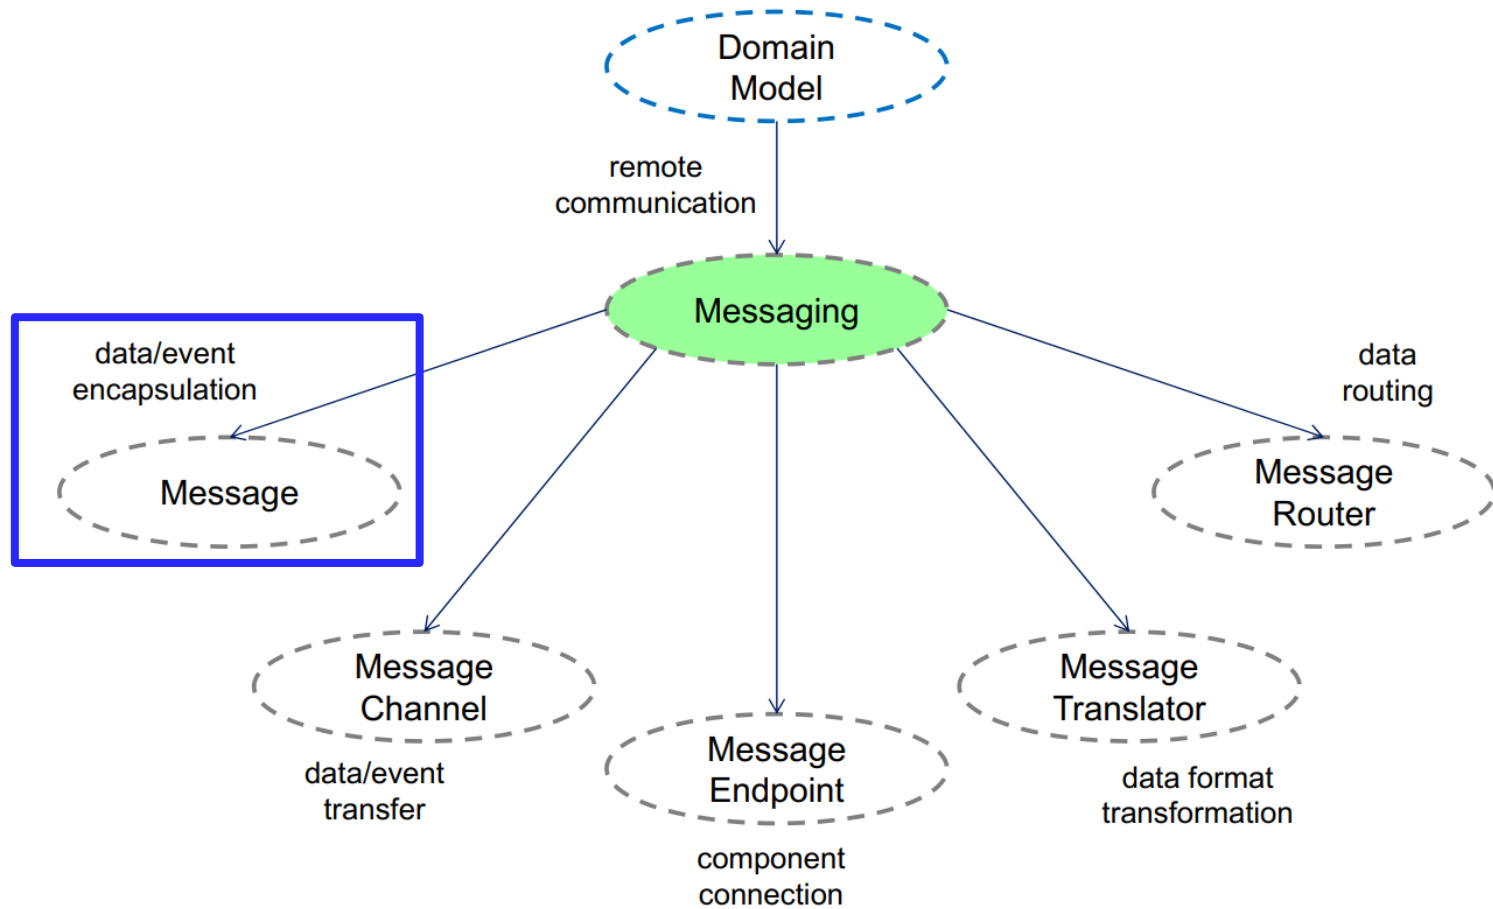 Domain
Model
remote
communication
Messaging
data/event
encapsulation
Message
data
routing
Message
Router
Message
Channel
data/event
transfer
Message
Endpoint
component
connection
Message
Translator
data format
transformation